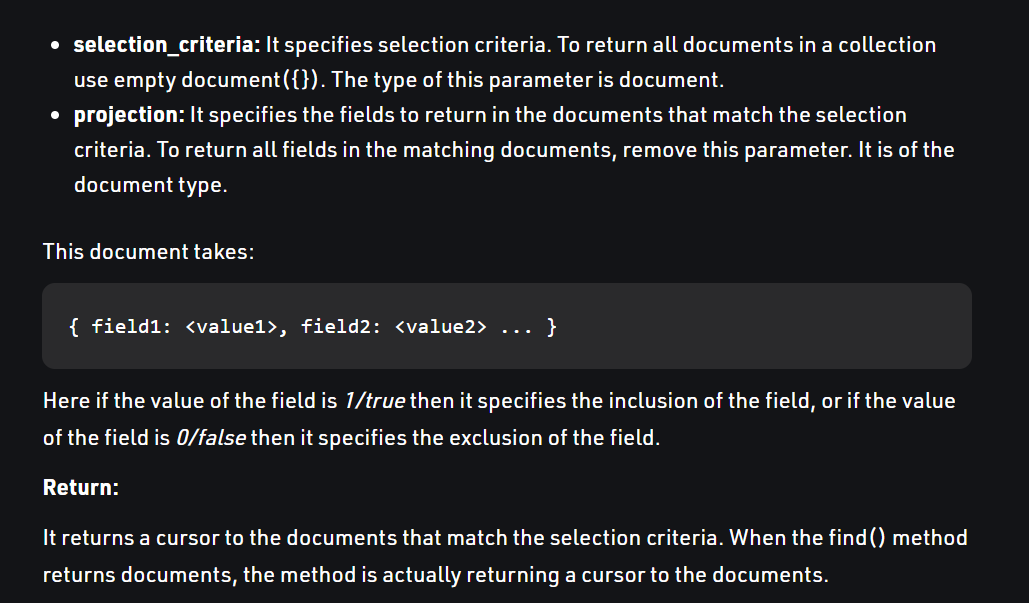 • selection_criteria: It specifies selection criteria. To return all documents in a collection
use empty document({}). The type of this parameter is document.
• projection: It specifies the fields to return in the documents that match the selection
criteria. To return all fields in the matching documents, remove this parameter. It is of the
document type.
This document takes:
{ field1: <value1>, field2: <value2> ... }
Here if the value of the field is 1/true then it specifies the inclusion of the field, or if the value
of the field is 0/false then it specifies the exclusion of the field.
Return:
It returns a cursor to the documents that match the selection criteria. When the find() method
returns documents, the method is actually returning a cursor to the documents.